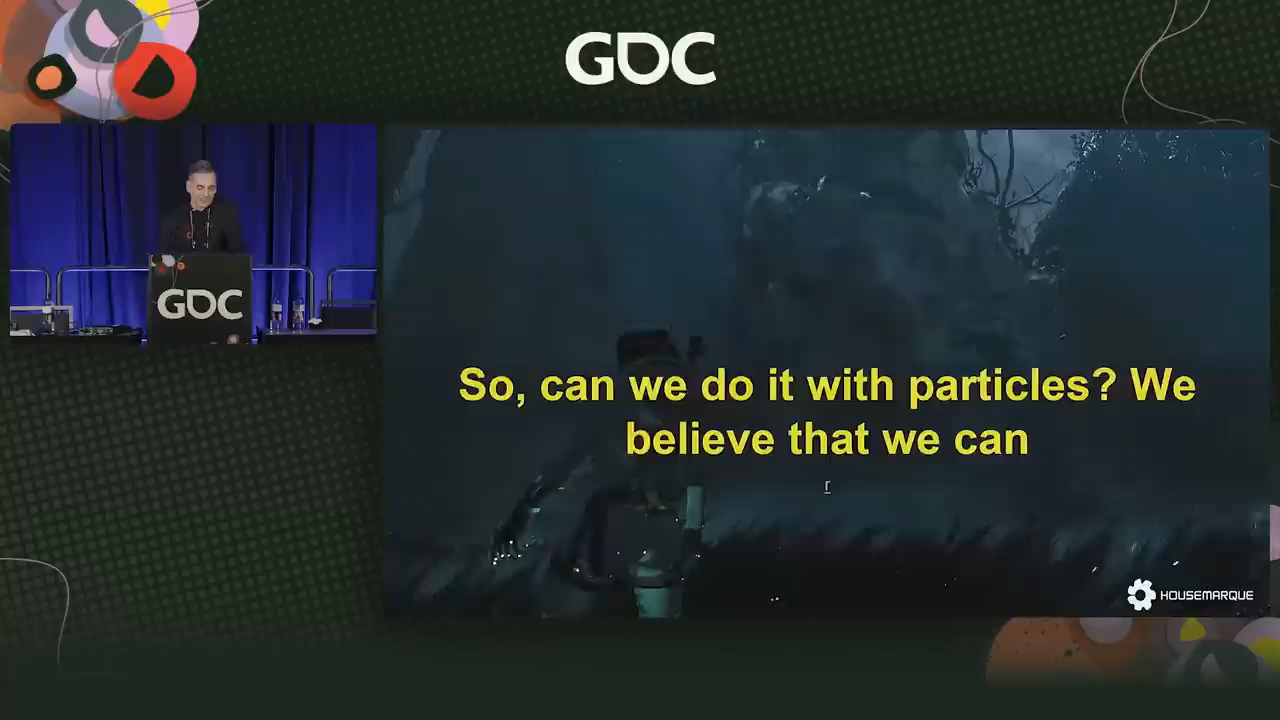 GDC
GDC
So, can we do it with particles? We
believe that we can
r
HOUSEMARQUE